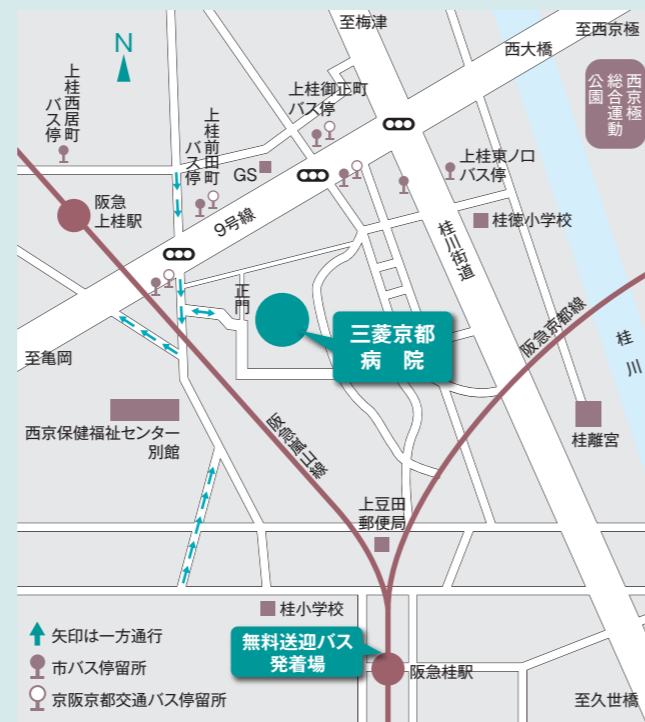 至梅津
至西京極
西大橋
N
上桂西居町
バス停
上桂前田町
バス停
上桂御正町
バス停
西京極
総合運動
公園
GS
上桂東ノ口
バス停
阪急
上桂駅
9号線
桂徳小学校
桂川街道
正門
三菱京都
病 院
阪急京都線
桂川
至亀岡
西京保健福祉センター
別館
阪急嵐山線
桂離宮
上豆田
郵便局
桂小学校
矢印は一方通行
無料送迎バス
発着場
市バス停留所
阪急桂駅
京阪京都交通バス停留所
至久世橋